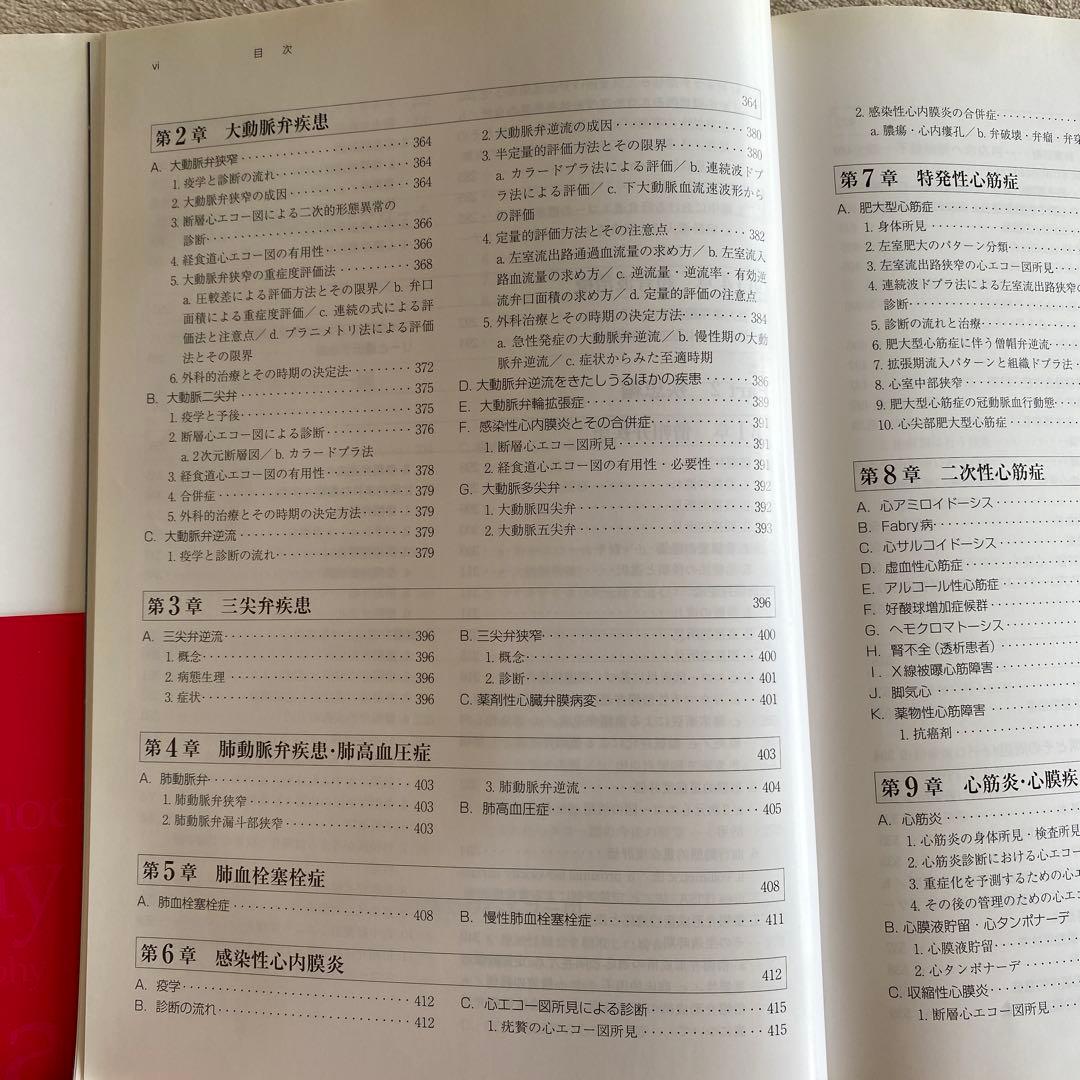 vi
目 次
第2章 大動脈弁疾患 364
A. 大動脈弁狭窄 364
1. 疫学と診断の流れ 364
2. 大動脈弁狭窄の成因 364
3. 断層心エコー図による二次的形態異常の
診断 366
4. 経食道心エコー図の有用性 366
5. 大動脈弁狭窄の重症度評価法 368
a. 圧較差による評価方法とその限界／b. 弁口
面積による重症度評価／c. 連続の式による評
価法と注意点／d. プラニメトリ法による評価
法とその限界
6. 外科的治療とその時期の決定法 372
B. 大動脈二尖弁 375
1. 疫学と予後 375
2. 断層心エコー図による診断 376
a. 2次元断層図／b. カラードプラ法
3. 経食道心エコー図の有用性 378
4. 合併症 379
5. 外科的治療とその時期の決定方法 379
C. 大動脈弁逆流 379
1. 疫学と診断の流れ 379
2. 大動脈弁逆流の成因 380
3. 半定量的評価方法とその限界 380
a. カラードプラ法による評価／b. 連続波ドプ
ラ法による評価／c. 下大動脈血流速波形から
の評価
4. 定量的評価方法とその注意点 382
a. 左室流出路通過血流量の求め方／b. 左室流入
路血流量の求め方／c. 逆流量・逆流率・有効逆
流弁口面積の求め方／d. 定量的評価の注意点
5. 外科治療とその時期の決定方法 384
a. 急性発症の大動脈弁逆流／b. 慢性期の大動
脈弁逆流／c. 症状からみた至適時期
D. 大動脈弁逆流をきたしうるほかの疾患 386
E. 大動脈弁輪拡張症 389
F. 感染性心内膜炎とその合併症 391
1. 断層心エコー図所見 391
2. 経食道心エコー図の有用性・必要性 391
G. 大動脈多尖弁 392
1. 大動脈四尖弁 392
2. 大動脈五尖弁 393
第3章 三尖弁疾患 396
A. 三尖弁逆流 396
1. 概念 396
2. 病態生理 396
3. 症状 396
B. 三尖弁狭窄 400
1. 概念 400
2. 診断 401
C. 薬剤性心臓弁膜病変 401
第4章 肺動脈弁疾患・肺高血圧症 403
A. 肺動脈弁 403
1. 肺動脈弁狭窄 403
2. 肺動脈弁漏斗部狭窄 403
3. 肺動脈弁逆流 404
B. 肺高血圧症 405
第5章 肺血栓塞栓症 408
A. 肺血栓塞栓症 408
B. 慢性肺血栓塞栓症 411
第6章 感染性心内膜炎 412
A. 疫学 412
B. 診断の流れ 412
C. 心エコー図所見による診断 415
1. 疣贅の心エコー図所見 415
2. 感染性心内膜炎の合併症
a. 膿瘍・心内瘻孔／b. 弁破壊・弁瘤・弁穿
第7章 特発性心筋症
A. 肥大型心筋症
1. 身体所見
2. 左室肥大のパターン分類
3. 左室流出路狭窄の心エコー図所見
4. 連続波ドプラ法による左室流出路狭窄の
診断
5. 診断の流れと治療
6. 肥大型心筋症に伴う僧帽弁逆流
7. 拡張期流入パターンと組織ドプラ法
8. 心室中部狭窄
9. 肥大型心筋症の冠動脈血行動態
10. 心尖部肥大型心筋症
第8章 二次性心筋症
A. 心アミロイドーシス
B. Fabry病
C. 心サルコイドーシス
D. 虚血性心筋症
E. アルコール性心筋症
F. 好酸球増加症候群
G. ヘモクロマトーシス
H. 腎不全（透析患者）
I. X線被曝心筋障害
J. 脚気心
K. 薬物性心筋障害
1. 抗癌剤
第9章 心筋炎・心膜疾
A. 心筋炎
1. 心筋炎の身体所見・検査所見
2. 心筋炎診断における心エコー
3. 重症化を予測するための心エ
4. その後の管理のための心エコ
B. 心膜液貯留・心タンポナーデ
1. 心膜液貯留
2. 心タンポナーデ
C. 収縮性心膜炎
1. 断層心エコー図所見